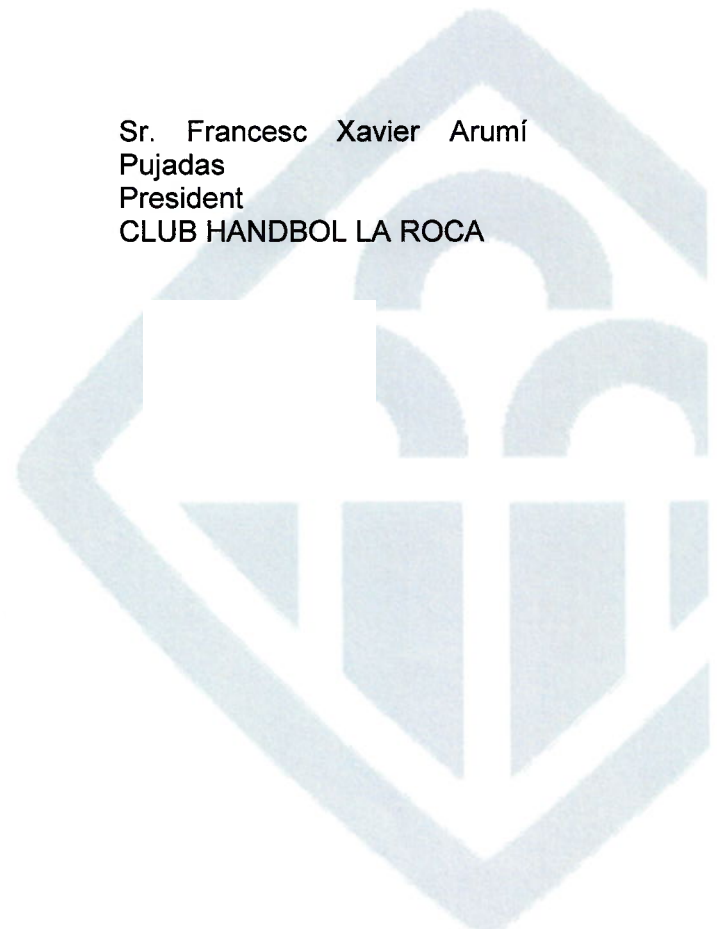 Sr. Francesc Xavier Arumí
Pujadas
President
CLUB HANDBOL LA ROCA